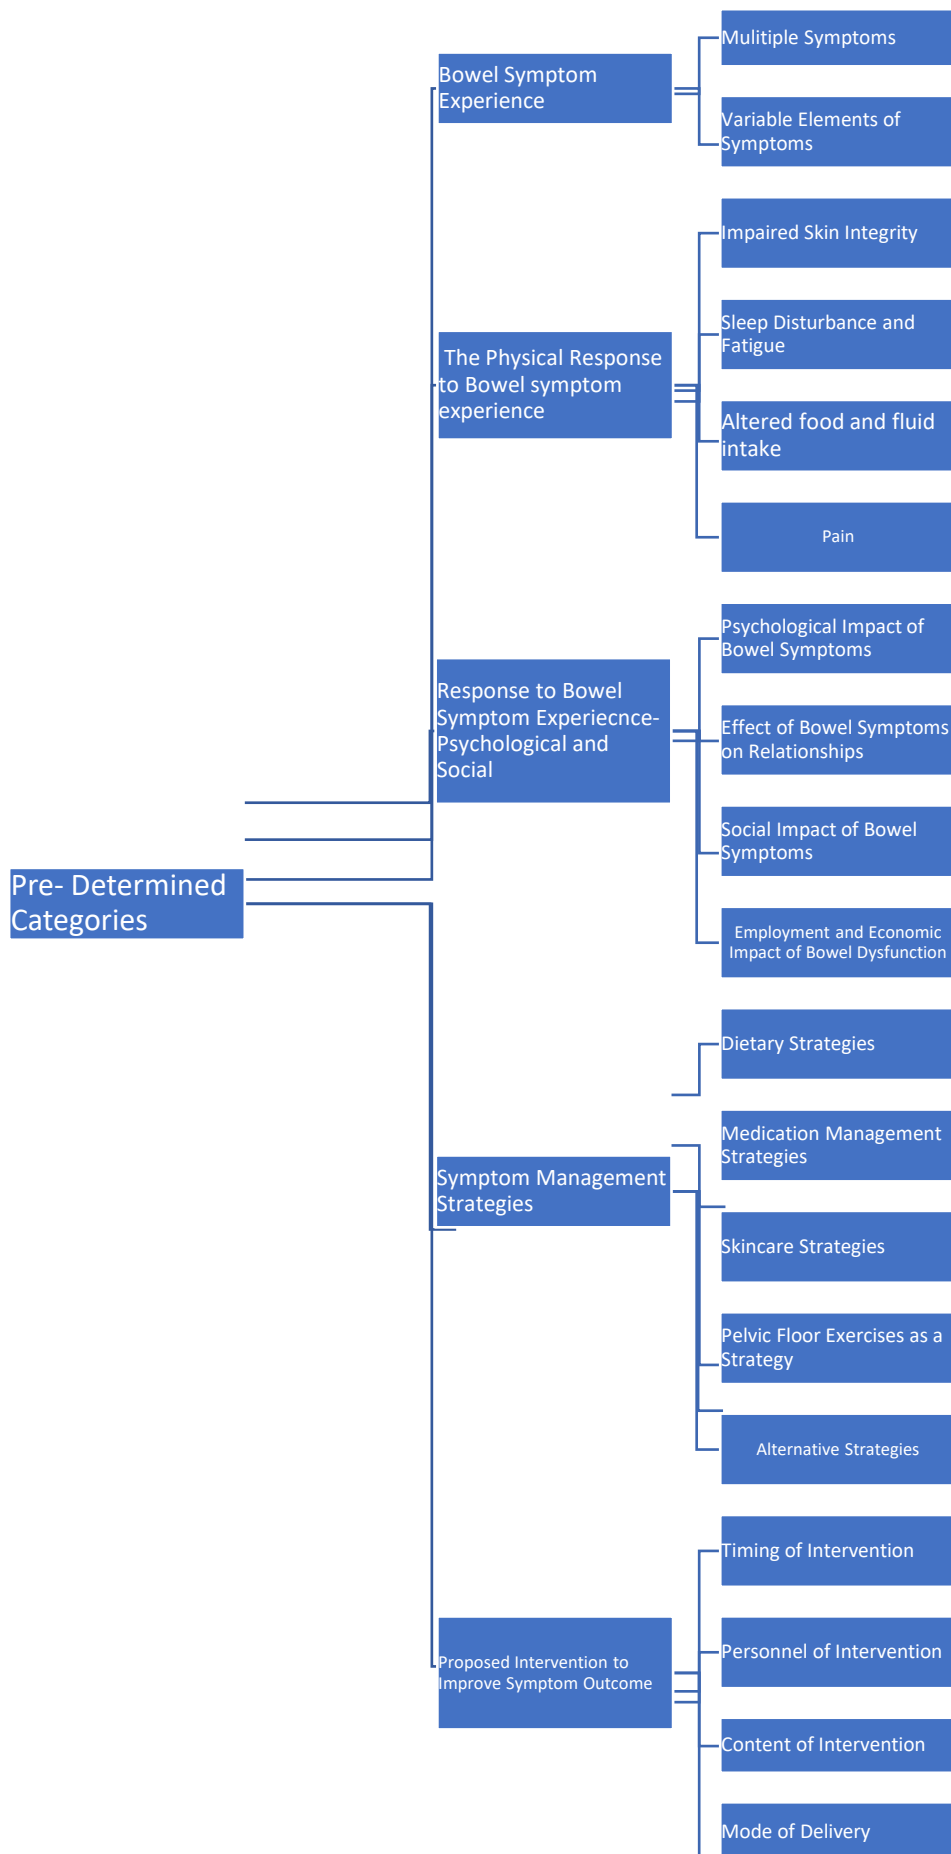 Pre- Determined
Categories
Bowel Symptom
Experience
Mulitiple Symptoms
Variable Elements of
Symptoms
The Physical Response
to Bowel symptom
experience
Impaired Skin Integrity
Sleep Disturbance and
Fatigue
Altered food and fluid
intake
Pain
Response to Bowel
Symptom Experiecnce-
Psychological and
Social
Psychological Impact of
Bowel Symptoms
Effect of Bowel Symptoms
on Relationships
Social Impact of Bowel
Symptoms
Employment and Economic
Impact of Bowel Dysfunction
Symptom Management
Strategies
Dietary Strategies
Medication Management
Strategies
Skincare Strategies
Pelvic Floor Exercises as a
Strategy
Alternative Strategies
Proposed Intervention to
Improve Symptom Outcome
Timing of Intervention
Personnel of Intervention
Content of Intervention
Mode of Delivery